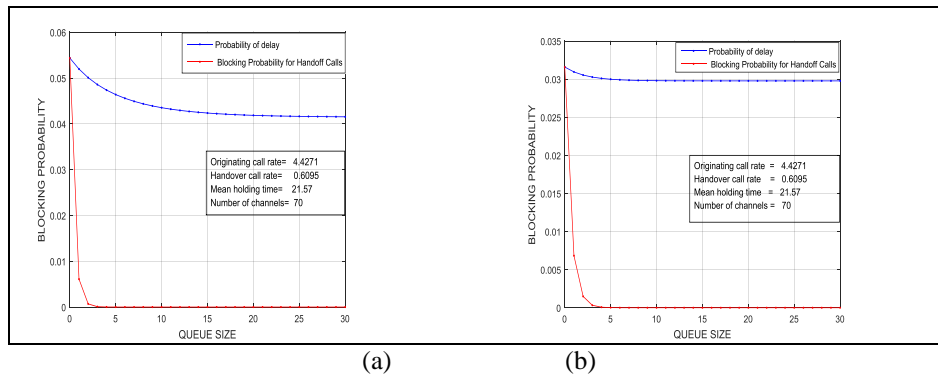 0.06
Probability of delay
Blocking Probability for Handoff Calls
0.05
0.04
0.03
0.02
0.01
0
BLOCKING PROBABILITY
Originating call rate= 4.4271
Handover call rate= 0.6095
Mean holding time= 21.57
Number of channels= 70
0 5 10 15 20 25 30
QUEUE SIZE
(a)
0.035
Probability of delay
Blocking Probability for Handoff Calls
0.03
0.025
0.02
0.015
0.01
0.005
0
BLOCKING PROBABILITY
Originating call rate = 4.4271
Handover call rate = 0.6095
Mean holding time = 21.57
Number of channels = 70
0 5 10 15 20 25 30
QUEUE SIZE
(b)